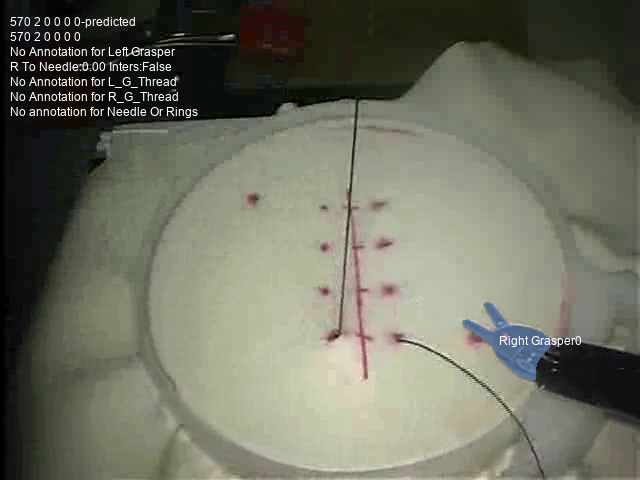 570 2 0 0 0 0-predicted
570 2 0 0 0 0
No Annotation for Left Grasper
R To Needle:0.00 Inters:False
No Annotation for L_G_Thread
No Annotation for R_G_Thread
No annotation for Needle Or Rings
Right Grasper0